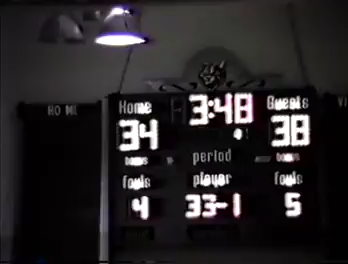 HOME
Home 3:48 Guests
34 38
bonus period bonus
fouls player fouls
4 33-1 5